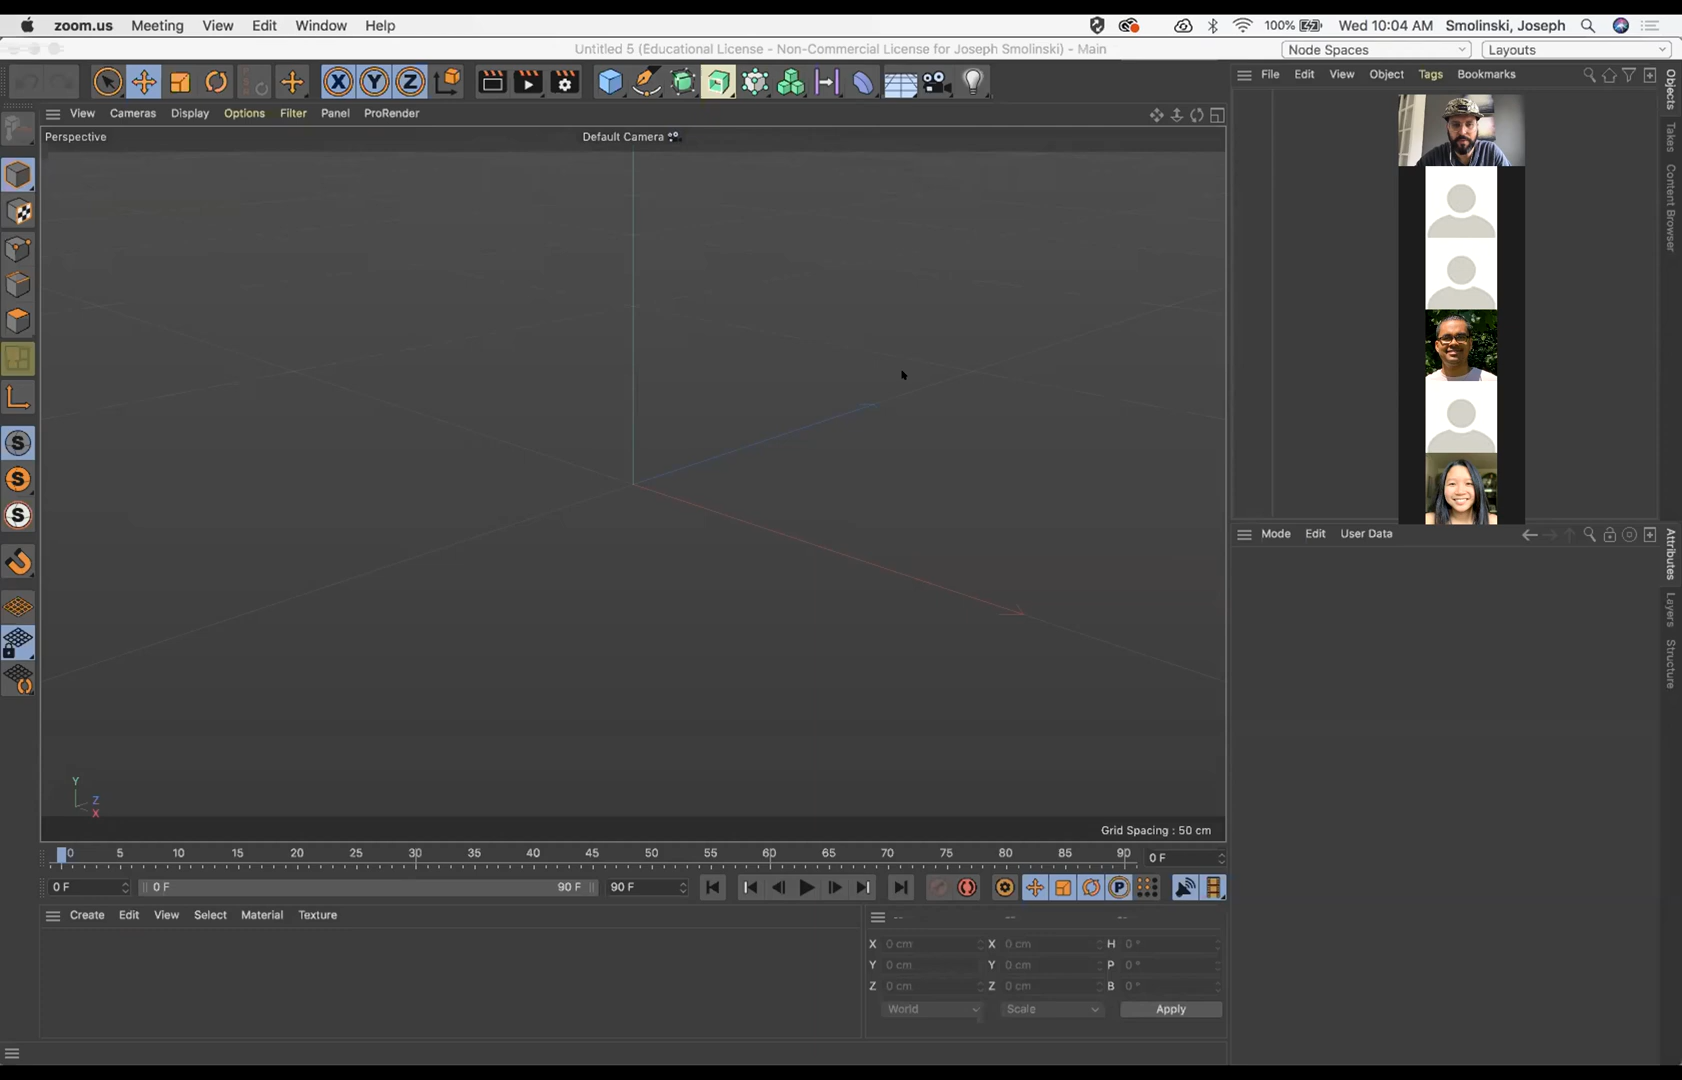 zoom.us Meeting View Edit Window Help 100% Wed 10:04 AM Smolinski, Joseph
Untitled 5 (Educational License - Non-Commercial License for Joseph Smolinski) - Main
Node Spaces Layouts
X Y Z
File Edit View Object Tags Bookmarks
View Cameras Display Options Filter Panel ProRender
Perspective
Default Camera
Objects
Takes
Content Browser
S
S
S
Mode Edit User Data
Attributes
Layers
Structure
Y
Z
X
Grid Spacing : 50 cm
0 5 10 15 20 25 30 35 40 45 50 55 60 65 70 75 80 85 90 0 F
0 F 0 F 90 F 90 F P
Create Edit View Select Material Texture
-- -- --
X 0 cm X 0 cm H 0 °
Y 0 cm Y 0 cm P 0 °
Z 0 cm Z 0 cm B 0 °
World Scale Apply